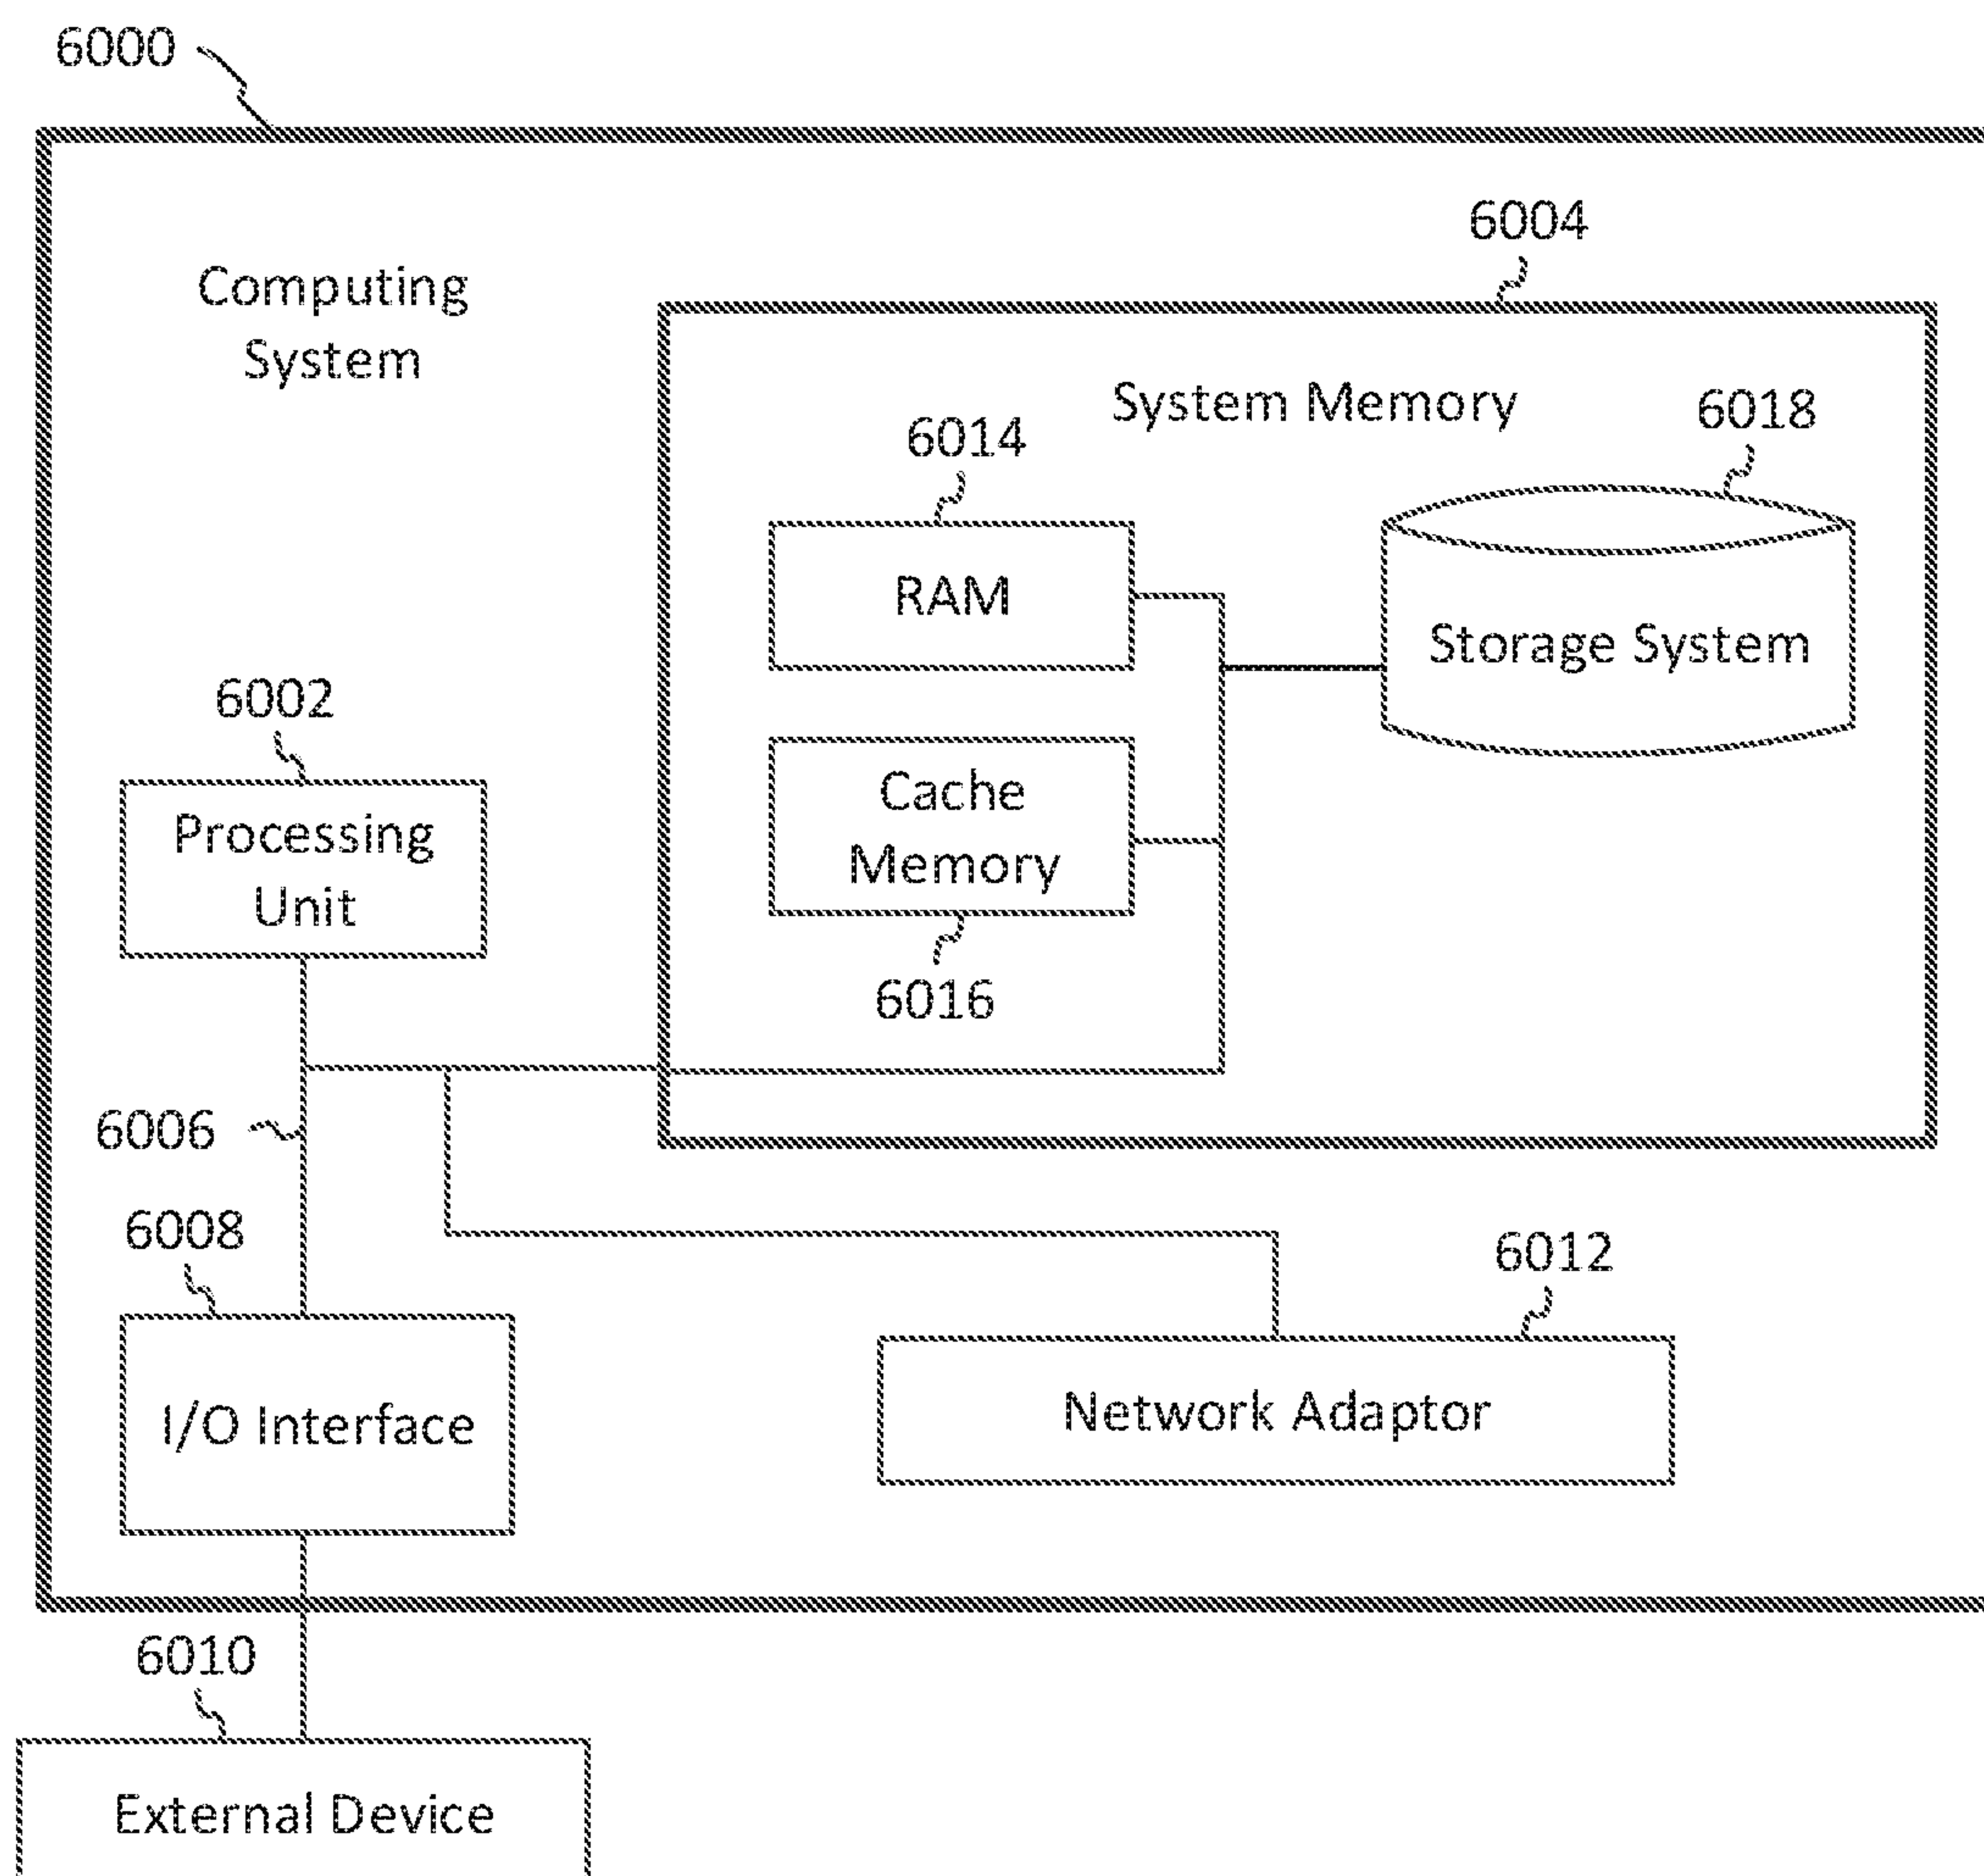 6000
6004
Computing
System
System Memory
6018
6014
RAM
Storage System
6002
Processing
Unit
Cache
Memory
6016
6006
6008
6012
I/O Interface
Network Adaptor
6010
External Device